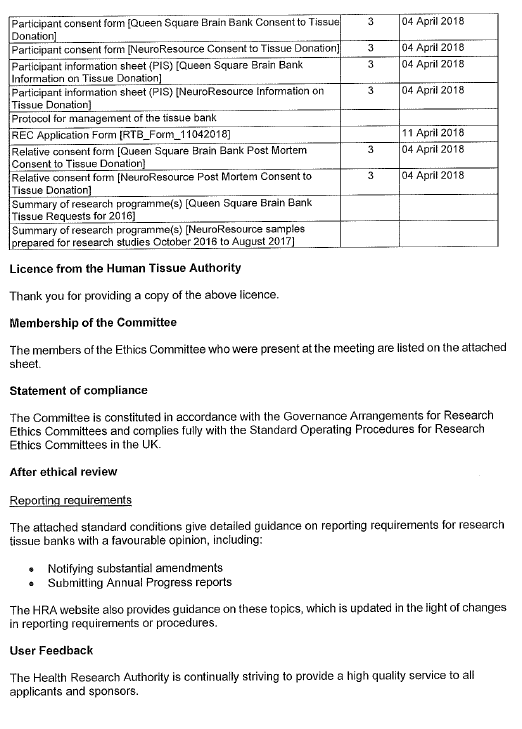 Participant consent form [Queen Square Brain Bank Consent to Tissue 3 04 April 2018
Donation]
Participant consent form [NeuroResource Consent to Tissue Donation] 3 04 April 2018
Participant information sheet (PIS) [Queen Square Brain Bank 3 04 April 2018
Information on Tissue Donation]
Participant information sheet (PIS) [NeuroResource Information on 3 04 April 2018
Tissue Donation]
Protocol for management of the tissue bank
REC Application Form [RTB_Form_11042018] 11 April 2018
Relative consent form [Queen Square Brain Bank Post Mortem 3 04 April 2018
Consent to Tissue Donation]
Relative consent form [NeuroResource Post Mortem Consent to 3 04 April 2018
Tissue Donation]
Summary of research programme(s) [Queen Square Brain Bank
Tissue Requests for 2016]
Summary of research programme(s) [NeuroResource samples
prepared for research studies October 2016 to August 2017]
Licence from the Human Tissue Authority
Thank you for providing a copy of the above licence.
Membership of the Committee
The members of the Ethics Committee who were present at the meeting are listed on the attached
sheet.
Statement of compliance
The Committee is constituted in accordance with the Governance Arrangements for Research
Ethics Committees and complies fully with the Standard Operating Procedures for Research
Ethics Committees in the UK.
After ethical review
Reporting requirements
The attached standard conditions give detailed guidance on reporting requirements for research
tissue banks with a favourable opinion, including:
• Notifying substantial amendments
• Submitting Annual Progress reports
The HRA website also provides guidance on these topics, which is updated in the light of changes
in reporting requirements or procedures.
User Feedback
The Health Research Authority is continually striving to provide a high quality service to all
applicants and sponsors.